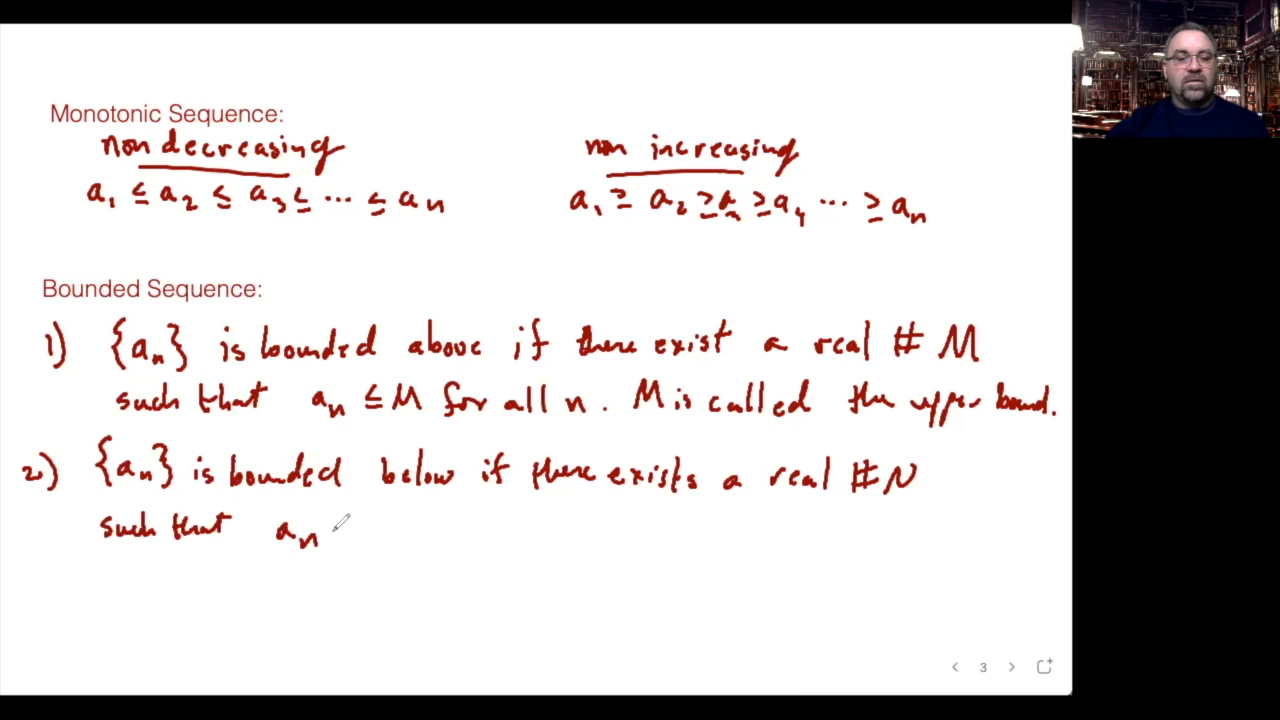 Monotonic Sequence:
non decreasing
a₁ ≤ a₂ ≤ a₃ ≤ ... ≤ aₙ
non increasing
a₁ ≥ a₂ ≥ a₃ ≥ a₄ ... ≥ aₙ
Bounded Sequence:
1) {aₙ} is bounded above if there exist a real # M
such that aₙ ≤ M for all n. M is called the upper bound.
2) {aₙ} is bounded below if there exists a real # N
such that aₙ
3